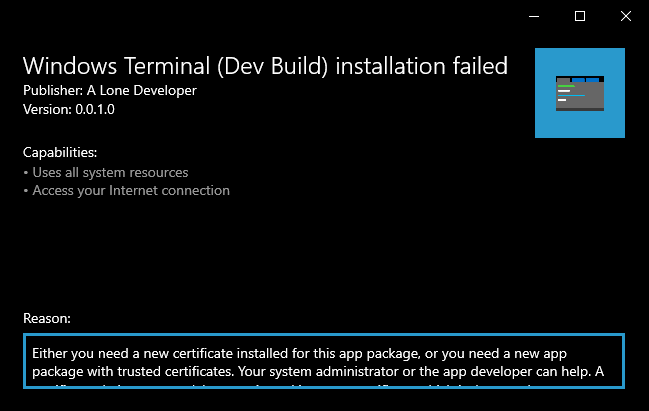 Windows Terminal (Dev Build) installation failed
Publisher: A Lone Developer
Version: 0.0.1.0
Capabilities:
• Uses all system resources
• Access your Internet connection
Reason:
Either you need a new certificate installed for this app package, or you need a new app
package with trusted certificates. Your system administrator or the app developer can help. A